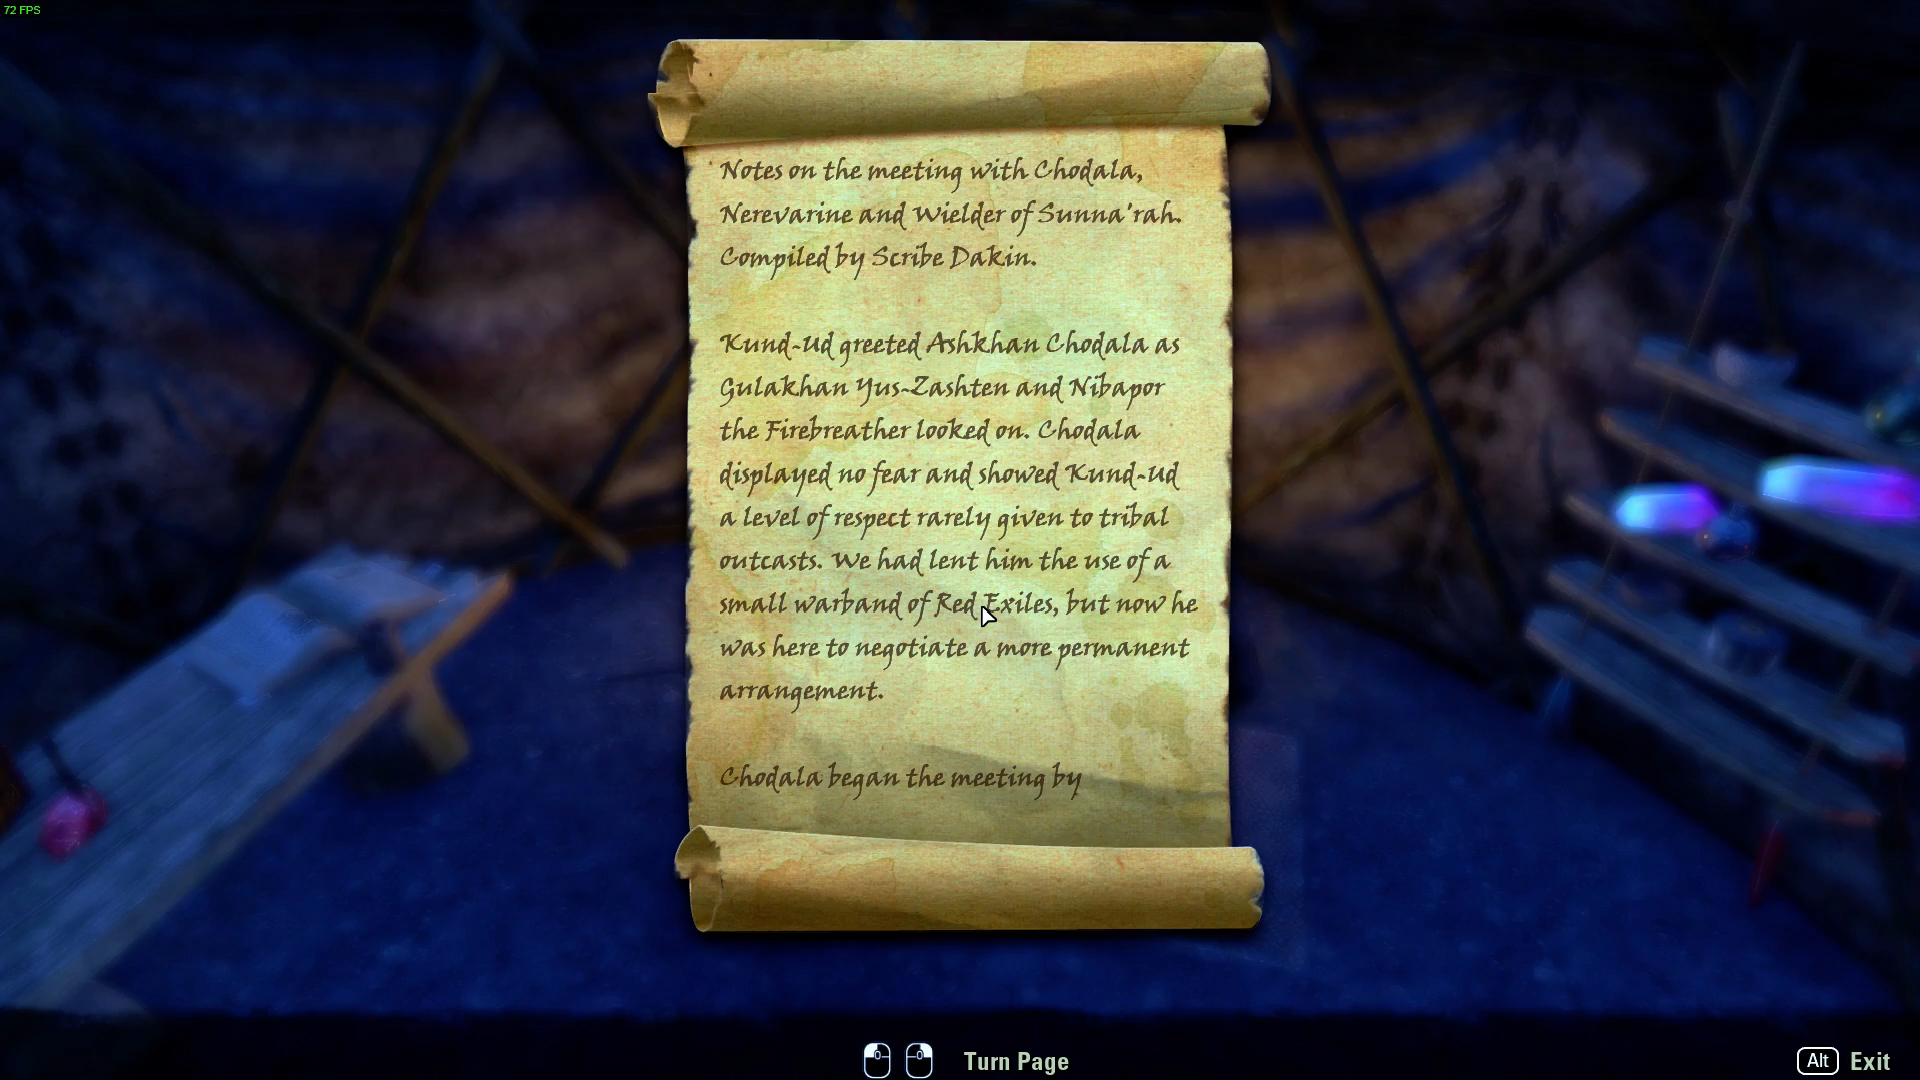 72 FPS
Notes on the meeting with Chodala,
Nerevarine and Wielder of Sunna'rah.
Compiled by Scribe Dakin.
Kund-Ud greeted Ashkhan Chodala as
Gulakhan Yus-Zashten and Nibapor
the Firebreather looked on. Chodala
displayed no fear and showed Kund-Ud
a level of respect rarely given to tribal
outcasts. We had lent him the use of a
small warband of Red Exiles, but now he
was here to negotiate a more permanent
arrangement.
Chodala began the meeting by
Turn Page
Alt Exit